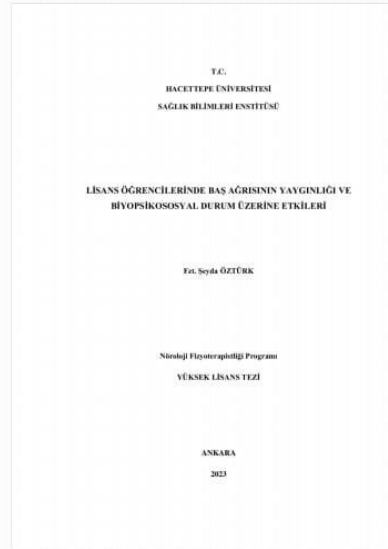 T.C.
HACETTEPE ÜNİVERSİTESİ
SAĞLIK BİLİMLERİ ENSTİTÜSÜ
LİSANS ÖĞRENCİLERİNDE BAŞ AĞRISININ YAYGINLIĞI VE
BİYOPSİKOSOSYAL DURUM ÜZERİNE ETKİLERİ
Fzt. Şeyda ÖZTÜRK
Nöroloji Fizyoterapistliği Programı
YÜKSEK LİSANS TEZİ
ANKARA
2023